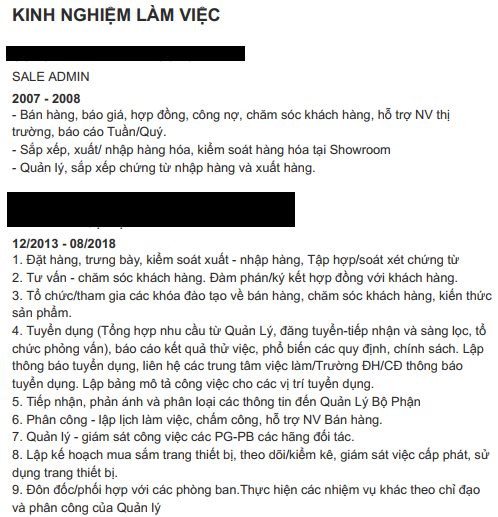 KINH NGHIỆM LÀM VIỆC
SALE ADMIN
2007 - 2008
- Bán hàng, báo giá, hợp đồng, công nợ, chăm sóc khách hàng, hỗ trợ NV thị
trường, báo cáo Tuần/Quý.
- Sắp xếp, xuất/ nhập hàng hóa, kiểm soát hàng hóa tại Showroom
- Quản lý, sắp xếp chứng từ nhập hàng và xuất hàng.
12/2013 - 08/2018
1. Đặt hàng, trưng bày, kiểm soát xuất - nhập hàng, Tập hợp/soát xét chứng từ
2. Tư vấn - chăm sóc khách hàng. Đàm phán/ký kết hợp đồng với khách hàng.
3. Tổ chức/tham gia các khóa đào tạo về bán hàng, chăm sóc khách hàng, kiến thức
sản phẩm.
4. Tuyển dụng (Tổng hợp nhu cầu từ Quản Lý, đăng tuyển-tiếp nhận và sàng lọc, tổ
chức phỏng vấn), báo cáo kết quả thử việc, phổ biến các quy định, chính sách. Lập
thông báo tuyển dụng, liên hệ các trung tâm việc làm/Trường ĐH/CĐ thông báo
tuyển dụng. Lập bảng mô tả công việc cho các vị trí tuyển dụng.
5. Tiếp nhận, phản ánh và phân loại các thông tin đến Quản Lý Bộ Phận
6. Phân công - lập lịch làm việc, chấm công, hỗ trợ NV Bán hàng.
7. Quản lý - giám sát công việc các PG-PB các hãng đối tác.
8. Lập kế hoạch mua sắm trang thiết bị, theo dõi/kiểm kê, giám sát việc cấp phát, sử
dụng trang thiết bị.
9. Đôn đốc/phối hợp với các phòng ban.Thực hiện các nhiệm vụ khác theo chỉ đạo
và phân công của Quản lý